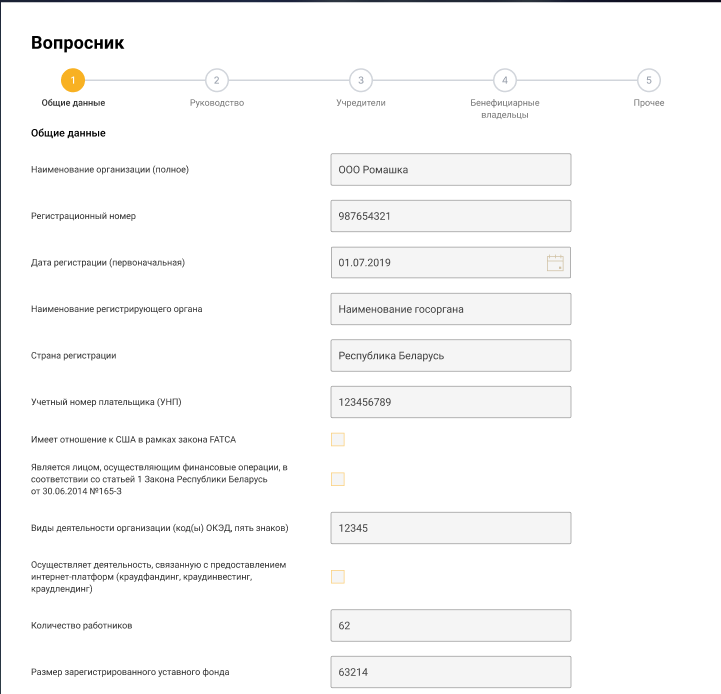 Вопросник
1 2 3 4 5
Общие данные Руководство Учредители Бенефициарные Прочее
владельцы
Общие данные
Наименование организации (полное) ООО Ромашка
Регистрационный номер 987654321
Дата регистрации (первоначальная) 01.07.2019
Наименование регистрирующего органа Наименование госоргана
Страна регистрации Республика Беларусь
Учетный номер плательщика (УНП) 123456789
Имеет отношение к США в рамках закона FATCA
Является лицом, осуществляющим финансовые операции, в
соответствии со статьей 1 Закона Республики Беларусь
от 30.06.2014 №165-З
Виды деятельности организации (код(ы) ОКЭД, пять знаков) 12345
Осуществляет деятельность, связанную с предоставлением
интернет-платформ (краудфандинг, краудинвестинг,
краудлендинг)
Количество работников 62
Размер зарегистрированного уставного фонда 63214